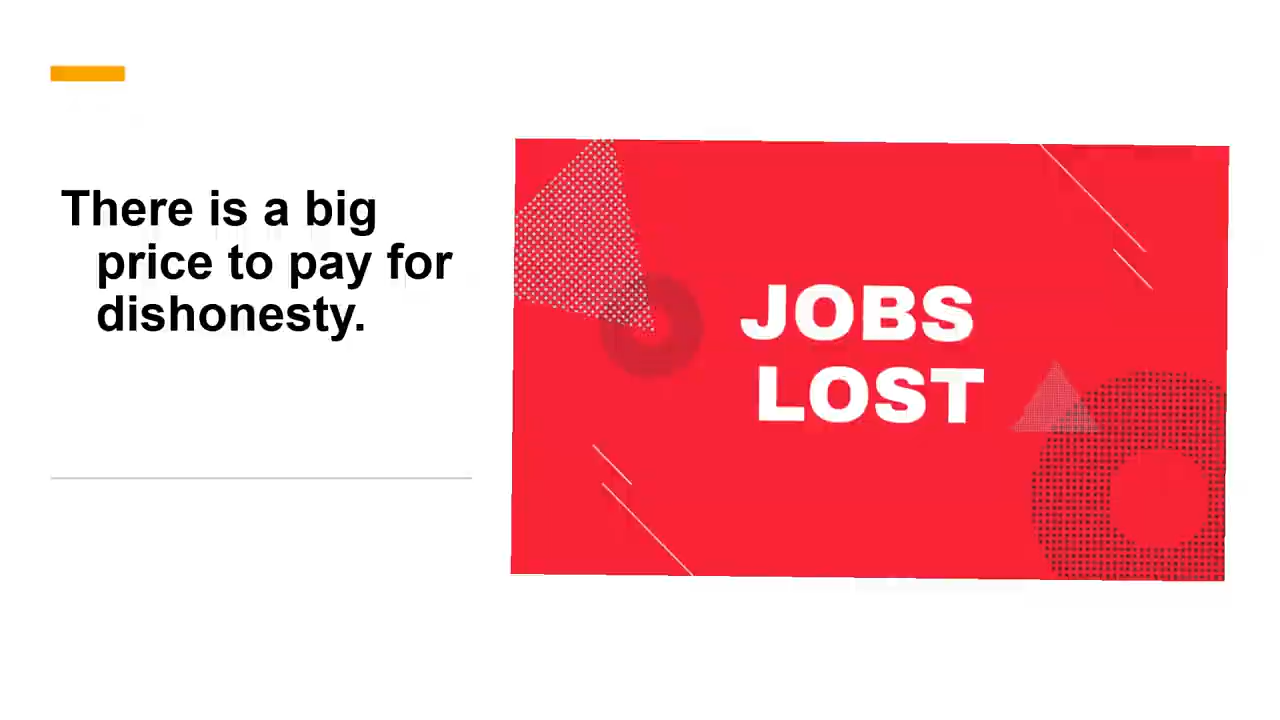 There is a big
price to pay for
dishonesty.
JOBS
LOST